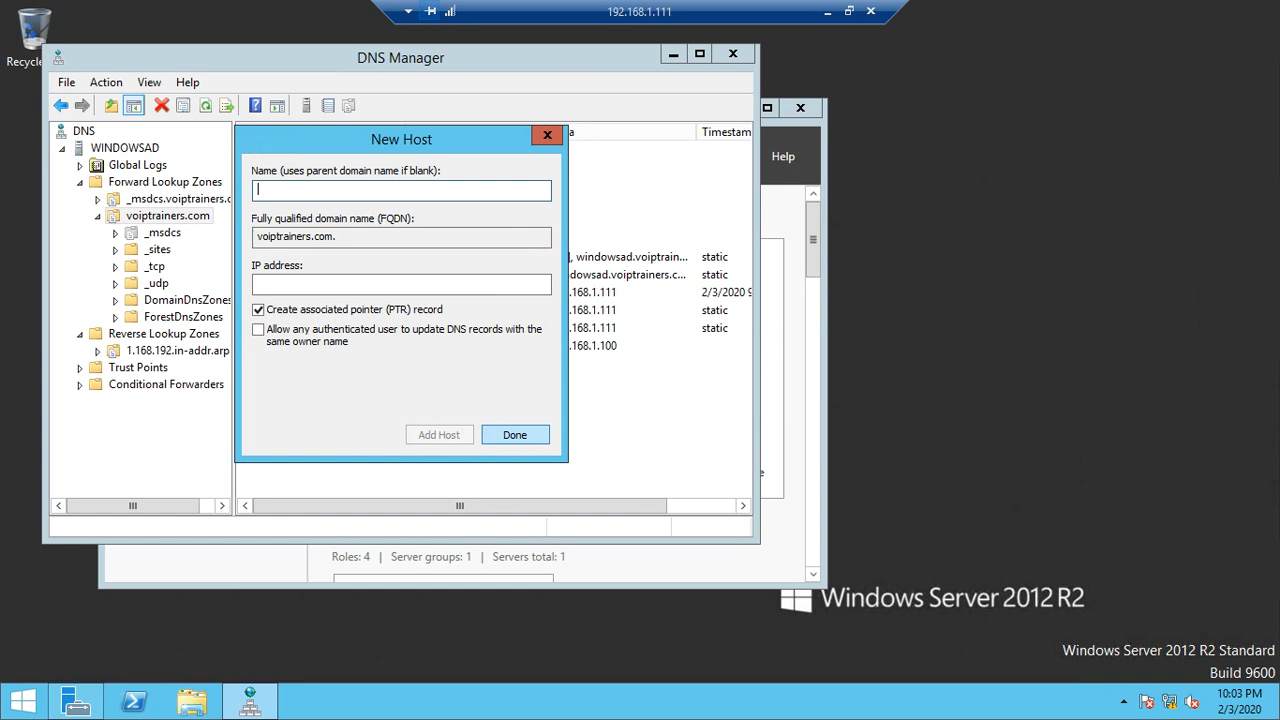 192.168.1.111
Recycle
DNS Manager
File Action View Help
DNS
WINDOWSAD
Global Logs
Forward Lookup Zones
_msdcs.voiptrainers.c
voiptrainers.com
_msdcs
_sites
_tcp
_udp
DomainDnsZones
ForestDnsZones
Reverse Lookup Zones
1.168.192.in-addr.arp
Trust Points
Conditional Forwarders
New Host
Name (uses parent domain name if blank):
Fully qualified domain name (FQDN):
voiptrainers.com.
IP address:
Create associated pointer (PTR) record
Allow any authenticated user to update DNS records with the
same owner name
Add Host Done
a Timestam
], windowsad.voiptrain... static
dowsad.voiptrainers.c... static
.168.1.111 2/3/2020 9
.168.1.111 static
.168.1.111 static
.168.1.100
Help
Roles: 4 | Server groups: 1 | Servers total: 1
Windows Server 2012 R2
Windows Server 2012 R2 Standard
Build 9600
10:03 PM
2/3/2020